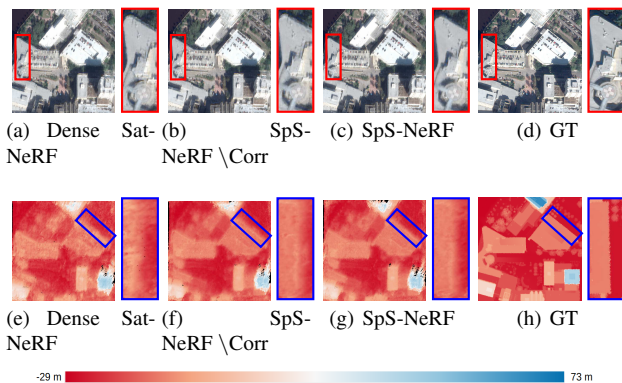 (a) Dense Sat-NeRF
(b) SpS-NeRF \Corr
(c) SpS-NeRF
(d) GT
(e) Dense Sat-NeRF
(f) SpS-NeRF \Corr
(g) SpS-NeRF
(h) GT
-29 m
73 m